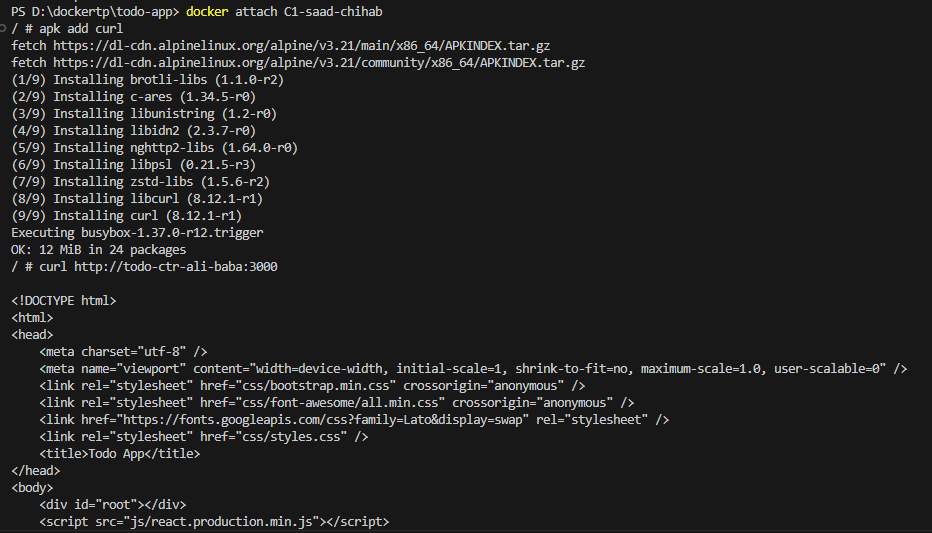 PS D:\dockertp\todo-app> docker attach C1-saad-chihab
/ # apk add curl
fetch https://dl-cdn.alpinelinux.org/alpine/v3.21/main/x86_64/APKINDEX.tar.gz
fetch https://dl-cdn.alpinelinux.org/alpine/v3.21/community/x86_64/APKINDEX.tar.gz
(1/9) Installing brotli-libs (1.1.0-r2)
(2/9) Installing c-ares (1.34.5-r0)
(3/9) Installing libunistring (1.2-r0)
(4/9) Installing libidn2 (2.3.7-r0)
(5/9) Installing nghttp2-libs (1.64.0-r0)
(6/9) Installing libpsl (0.21.5-r3)
(7/9) Installing zstd-libs (1.5.6-r2)
(8/9) Installing libcurl (8.12.1-r1)
(9/9) Installing curl (8.12.1-r1)
Executing busybox-1.37.0-r12.trigger
OK: 12 MiB in 24 packages
/ # curl http://todo-ctr-ali-baba:3000
<!DOCTYPE html>
<html>
<head>
    <meta charset="utf-8" />
    <meta name="viewport" content="width=device-width, initial-scale=1, shrink-to-fit=no, maximum-scale=1.0, user-scalable=0" />
    <link rel="stylesheet" href="css/bootstrap.min.css" crossorigin="anonymous" />
    <link rel="stylesheet" href="css/font-awesome/all.min.css" crossorigin="anonymous" />
    <link href="https://fonts.googleapis.com/css?family=Lato&display=swap" rel="stylesheet" />
    <link rel="stylesheet" href="css/styles.css" />
    <title>Todo App</title>
</head>
<body>
    <div id="root"></div>
    <script src="js/react.production.min.js"></script>